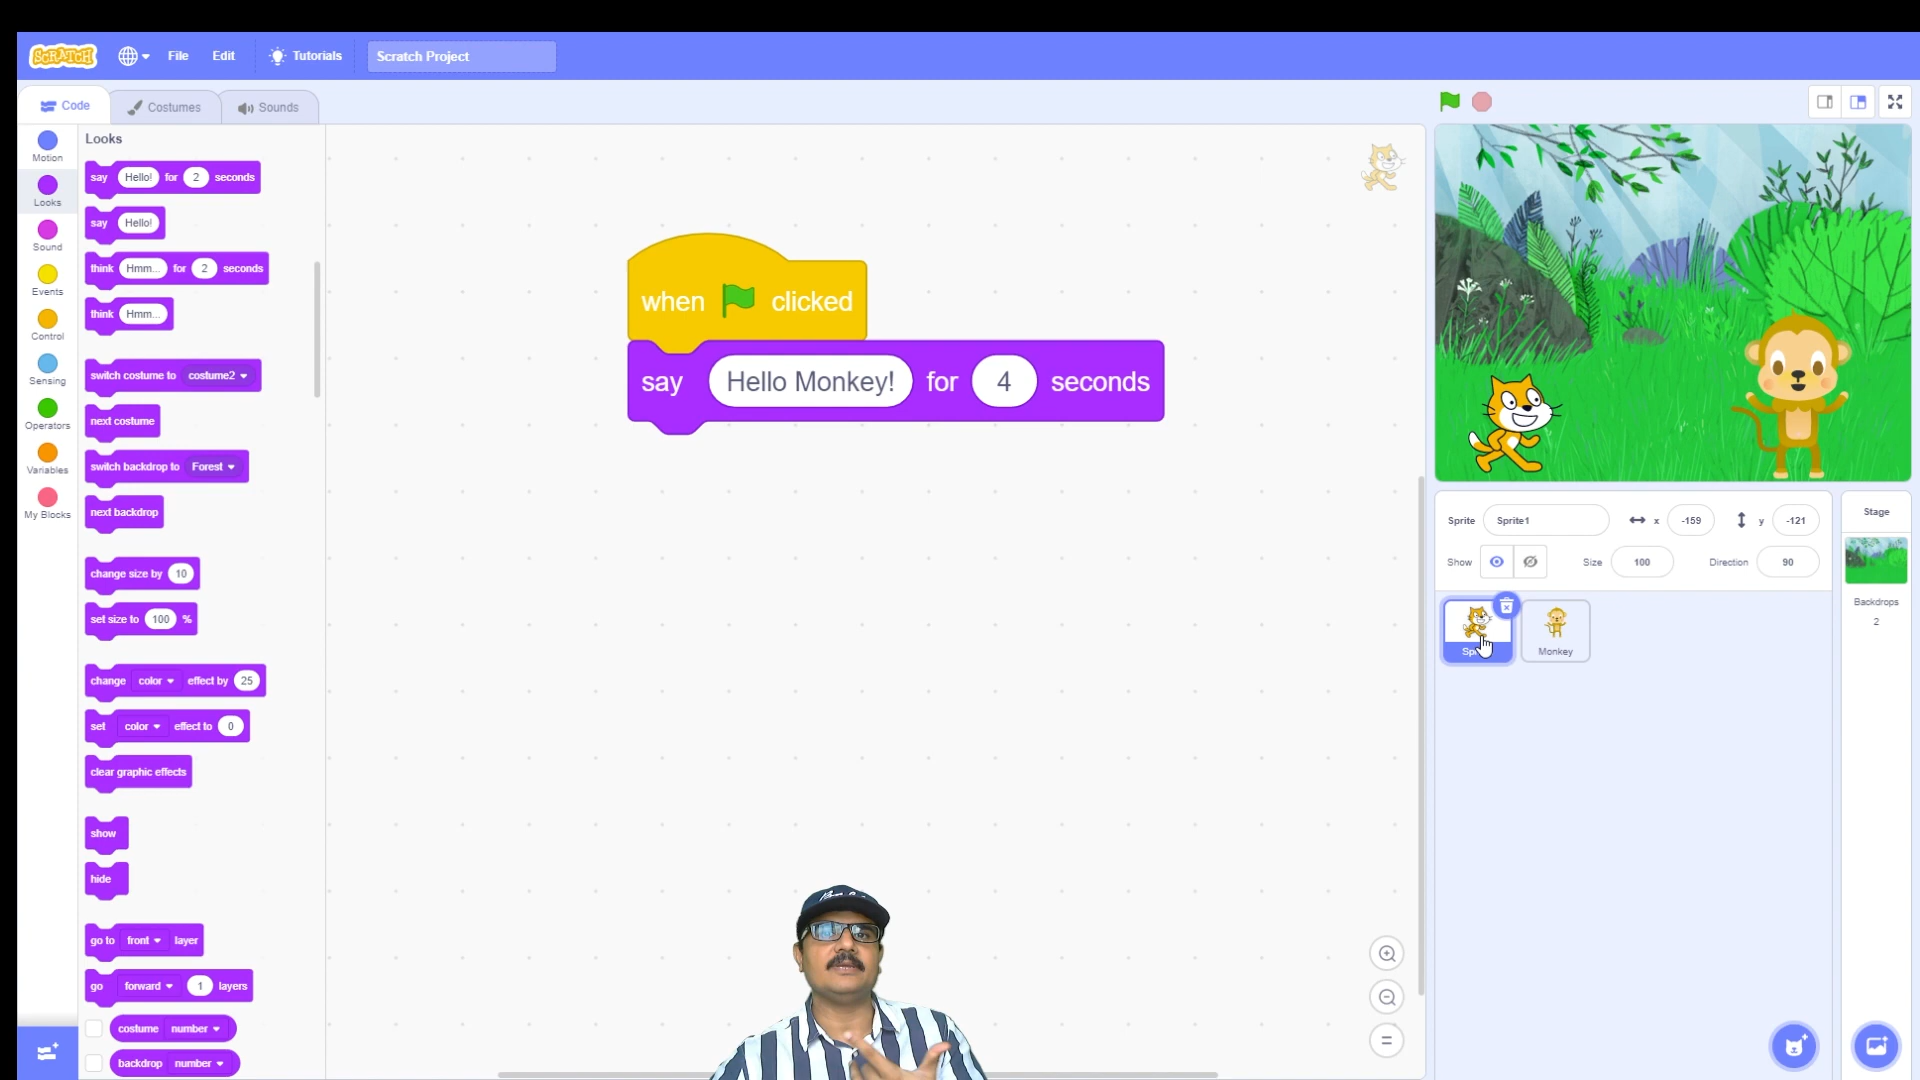 SCRATCH
File
Edit
Tutorials
Scratch Project
Code
Costumes
Sounds
Motion
Looks
Sound
Events
Control
Sensing
Operators
Variables
My Blocks
Looks
say Hello! for 2 seconds
say Hello!
think Hmm... for 2 seconds
think Hmm...
switch costume to costume2
next costume
switch backdrop to Forest
next backdrop
change size by 10
set size to 100 %
change color effect by 25
set color effect to 0
clear graphic effects
show
hide
go to front layer
go forward 1 layers
costume number
backdrop number
when clicked
say Hello Monkey! for 4 seconds
Sprite Sprite1 x -159 y -121
Show Size 100 Direction 90
Monkey
Stage
Backdrops
2